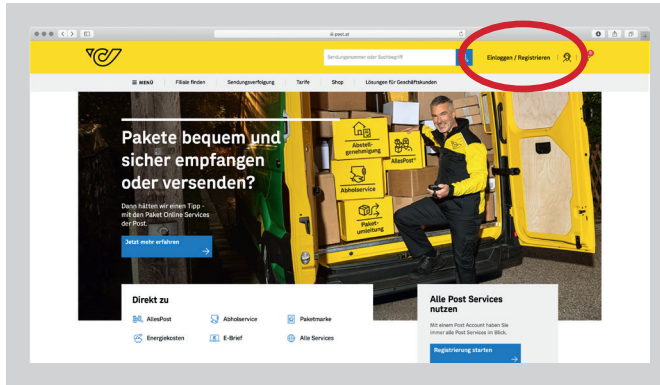 post.at
Sendungsnummer oder Suchbegriff
Einloggen / Registrieren
MENÜ
Filiale finden
Sendungsverfolgung
Tarife
Shop
Lösungen für Geschäftskunden
Pakete bequem und
sicher empfangen
oder versenden?
Dann hätten wir einen Tipp -
mit den Paket Online Services
der Post.
Jetzt mehr erfahren
Abstell-
genehmigung
AllesPost
Abholservice
Paket-
umleitung
Direkt zu
AllesPost
Abholservice
Paketmarke
Energiekosten
E-Brief
Alle Services
Alle Post Services
nutzen
Mit einem Post Account haben Sie
immer alle Post Services im Blick.
Registrierung starten